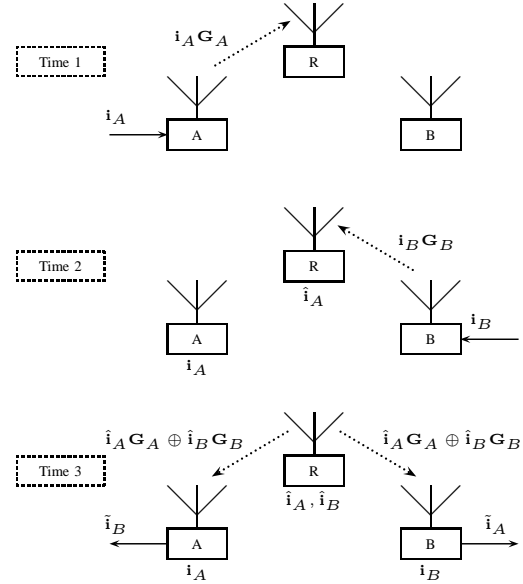 i_A G_A
R
Time 1
i_A
A
B
i_B G_B
Time 2
R
î_A
A
B
i_B
i_A
î_A G_A ⊕ î_B G_B
î_A G_A ⊕ î_B G_B
Time 3
R
î_A , î_B
ĩ_B
A
B
ĩ_A
i_A
i_B